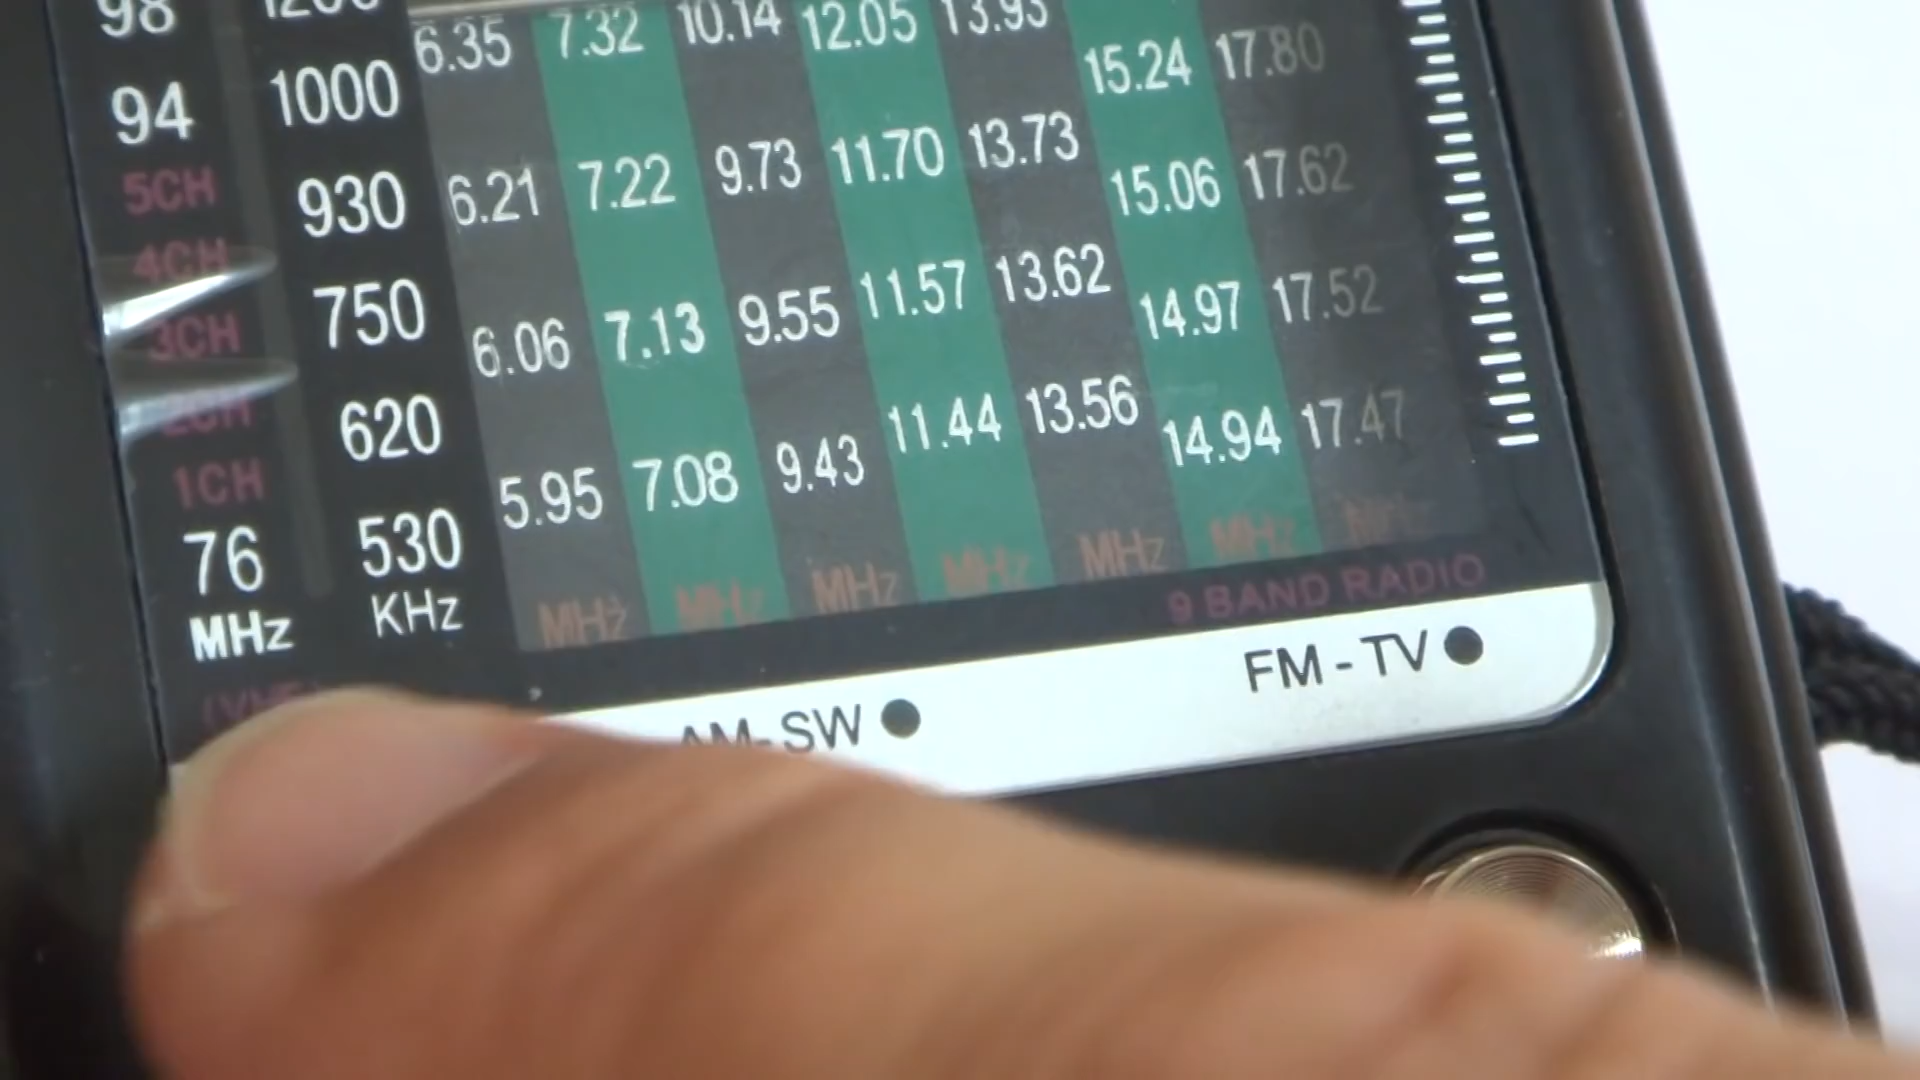 98 1200 6.35 7.32 10.14 12.05 13.93 15.24 17.80
94 1000 6.21 7.22 9.73 11.70 13.73 15.06 17.62
5CH 930
4CH
3CH 750 6.06 7.13 9.55 11.57 13.62 14.97 17.52
2CH 620 5.95 7.08 9.43 11.44 13.56 14.94 17.47
1CH
76 530 MHz MHz MHz MHz MHz MHz MHz
MHz KHz
9 BAND RADIO
AM-SW FM - TV